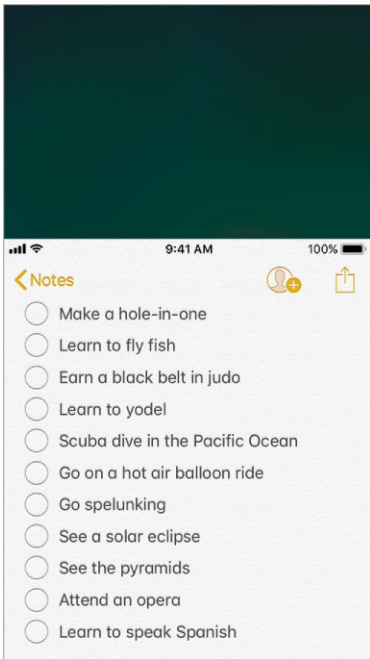 9:41 AM 100%
Notes
Make a hole-in-one
Learn to fly fish
Earn a black belt in judo
Learn to yodel
Scuba dive in the Pacific Ocean
Go on a hot air balloon ride
Go spelunking
See a solar eclipse
See the pyramids
Attend an opera
Learn to speak Spanish